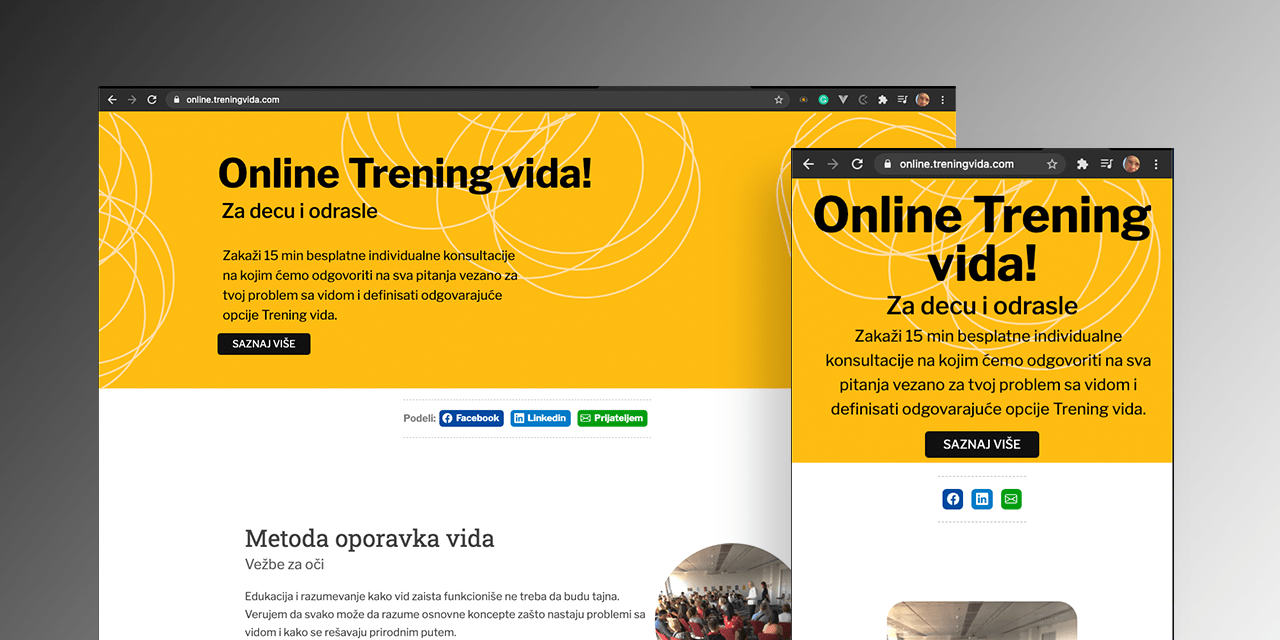 online.treningvida.com
Online Trening vida!
Za decu i odrasle
Zakaži 15 min besplatne individualne konsultacije
na kojim ćemo odgovoriti na sva pitanja vezano za
tvoj problem sa vidom i definisati odgovarajuće
opcije Trening vida.
SAZNAJ VIŠE
Podeli: Facebook LinkedIn Prijateljem
Metoda oporavka vida
Vežbe za oči
Edukacija i razumevanje kako vid zaista funkcioniše ne treba da budu tajna.
Verujem da svako može da razume osnovne koncepte zašto nastaju problemi sa
vidom i kako se rešavaju prirodnim putem.
online.treningvida.com
Online Trening
vida!
Za decu i odrasle
Zakaži 15 min besplatne individualne
konsultacije na kojim ćemo odgovoriti na sva
pitanja vezano za tvoj problem sa vidom i
definisati odgovarajuće opcije Trening vida.
SAZNAJ VIŠE